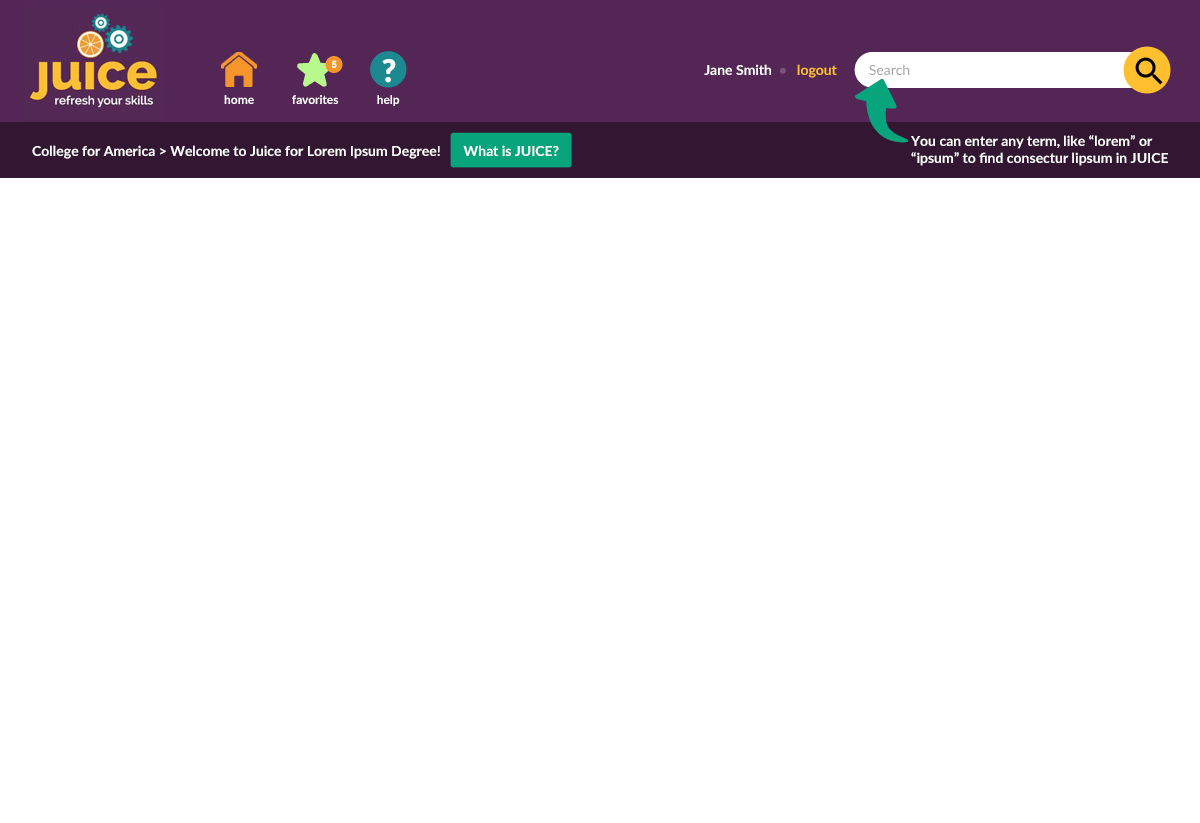 juice
refresh your skills
home
favorites
5
help
?
Jane Smith • logout
Search
College for America > Welcome to Juice for Lorem Ipsum Degree!
What is JUICE?
You can enter any term, like “lorem” or
“ipsum” to find consectur lipsum in JUICE